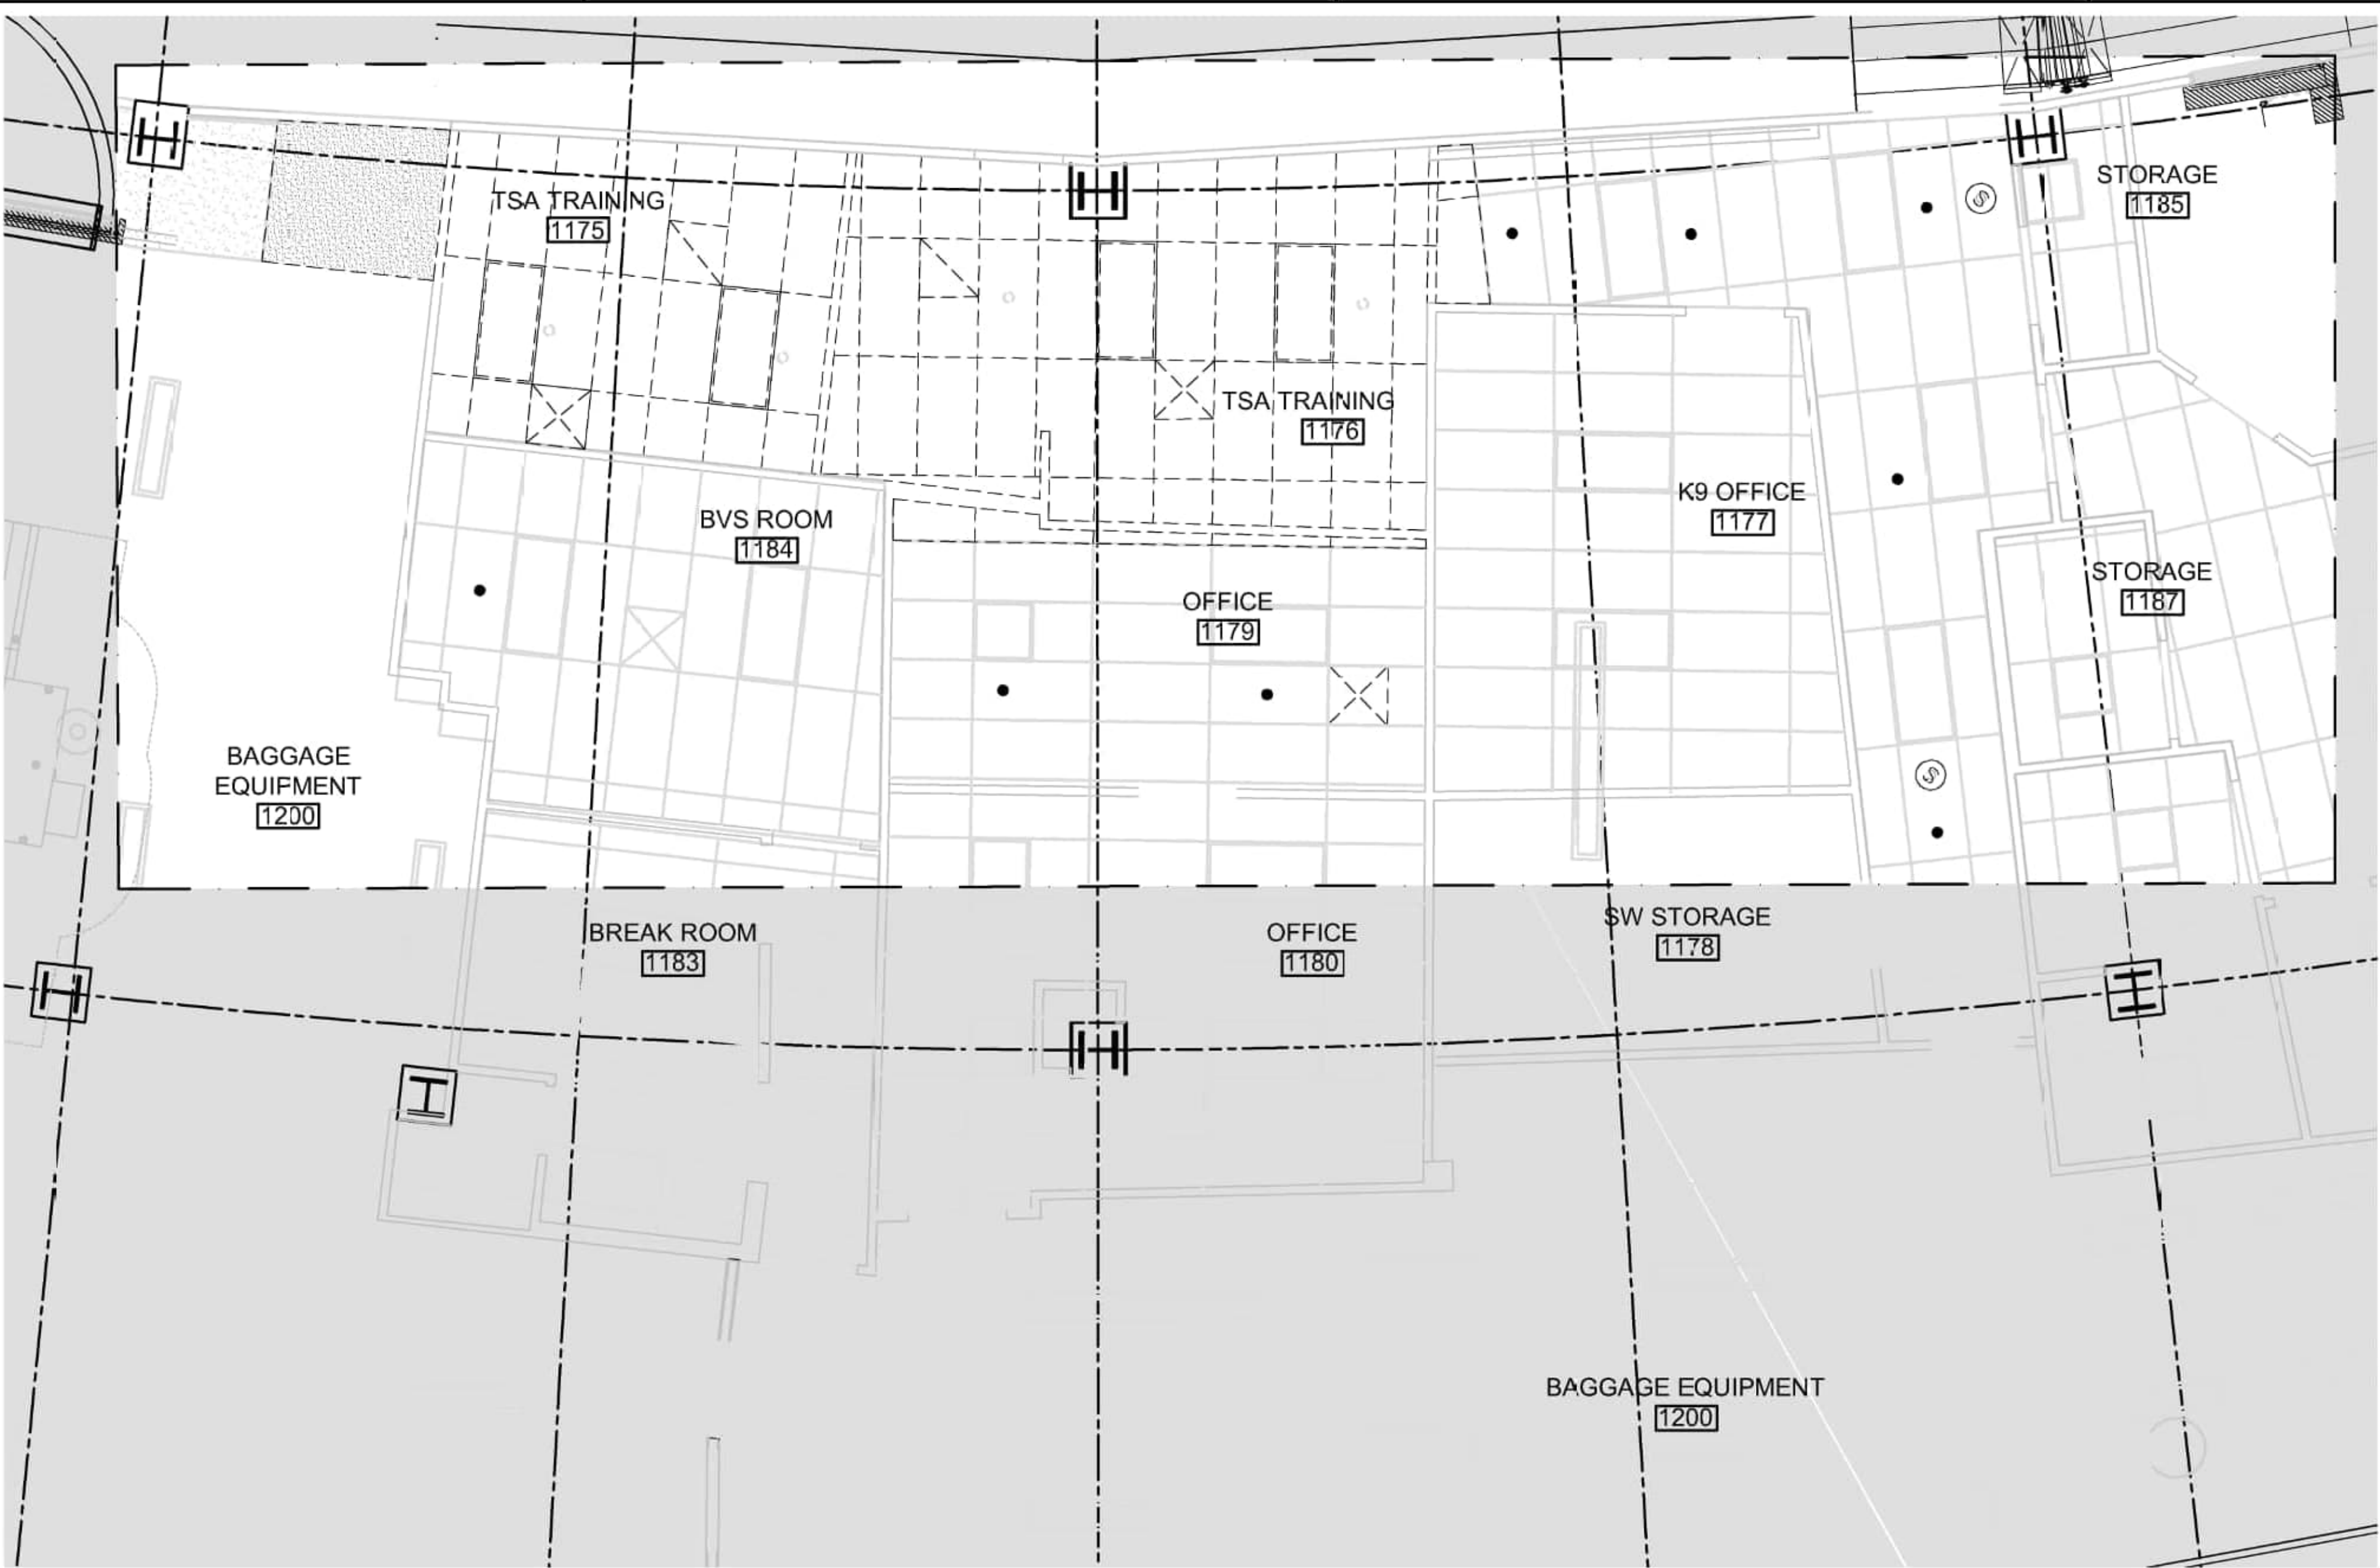 TSA TRAINING
1175
STORAGE
1185
TSA TRAINING
1176
K9 OFFICE
1177
BVS ROOM
1184
STORAGE
1187
OFFICE
1179
BAGGAGE
EQUIPMENT
1200
S
S
BREAK ROOM
1183
OFFICE
1180
SW STORAGE
1178
BAGGAGE EQUIPMENT
1200